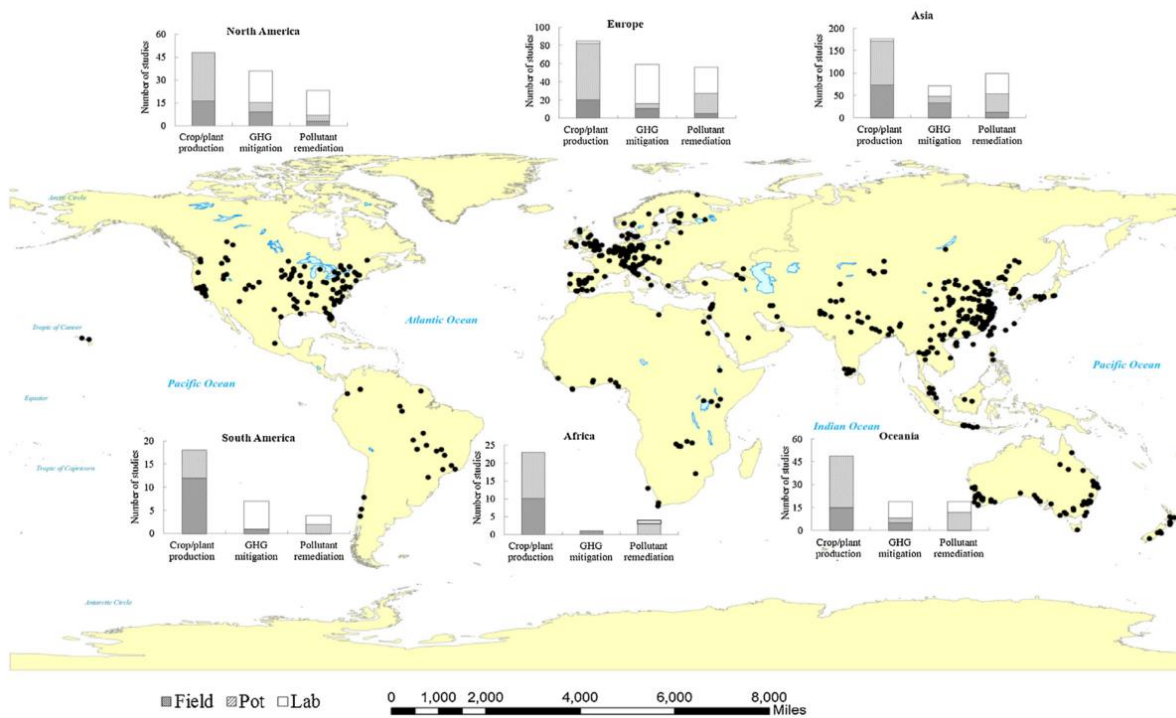 North America
Number of studies
60
45
30
15
0
Crop/plant production
GHG mitigation
Pollutant remediation
Europe
Number of studies
100
80
60
40
20
0
Crop/plant production
GHG mitigation
Pollutant remediation
Asia
Number of studies
200
150
100
50
0
Crop/plant production
GHG mitigation
Pollutant remediation
Arctic Circle
Tropic of Cancer
Atlantic Ocean
Pacific Ocean
Pacific Ocean
Equator
Indian Ocean
Tropic of Capricorn
South America
Number of studies
20
15
10
5
0
Crop/plant production
GHG mitigation
Pollutant remediation
Africa
Number of studies
25
20
15
10
5
0
Crop/plant production
GHG mitigation
Pollutant remediation
Oceania
Number of studies
60
45
30
15
0
Crop/plant production
GHG mitigation
Pollutant remediation
Antarctic Circle
Field Pot Lab
0 1,000 2,000 4,000 6,000 8,000
Miles